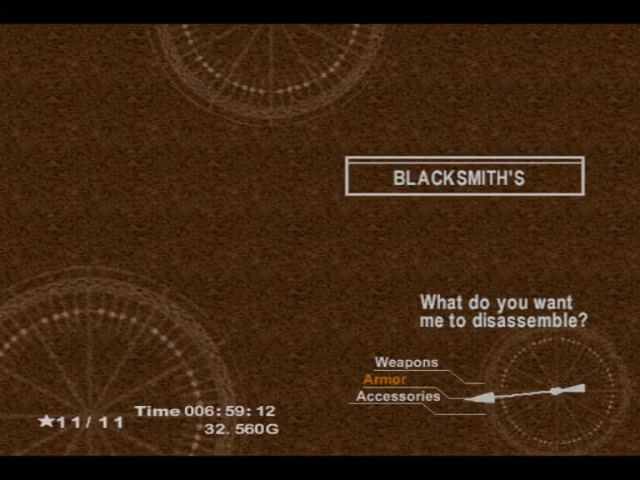 BLACKSMITH'S
What do you want
me to disassemble?
Weapons
Armor
Accessories
★11/11
Time 006:59:12
32.560G